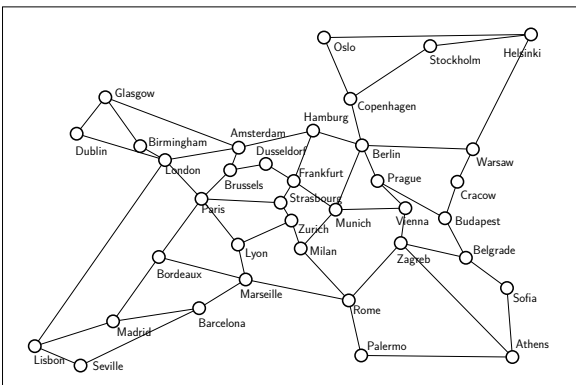 Oslo
Helsinki
Stockholm
Glasgow
Copenhagen
Hamburg
Dublin
Birmingham
Amsterdam
Berlin
Dusseldorf
Warsaw
London
Frankfurt
Prague
Brussels
Cracow
Strasbourg
Paris
Munich
Vienna
Budapest
Zurich
Lyon
Milan
Belgrade
Zagreb
Bordeaux
Marseille
Sofia
Rome
Barcelona
Madrid
Athens
Palermo
Lisbon
Seville